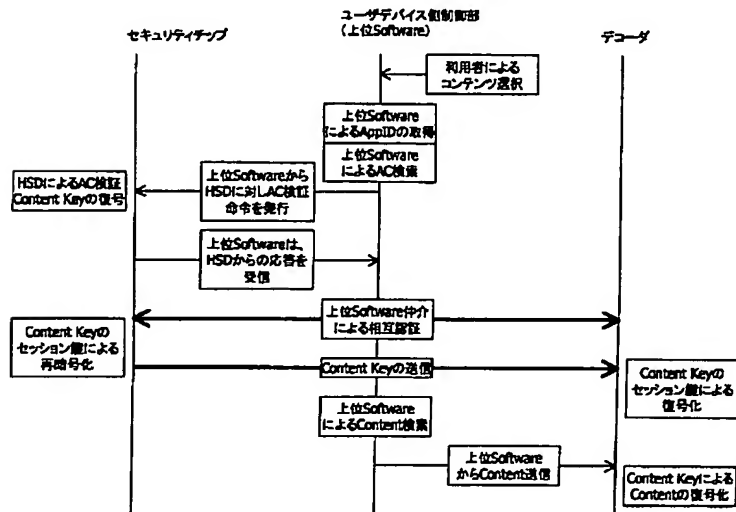 ユーザデバイス側制御部
(上位Software)
セキュリティチップ
デコーダ
利用者による
コンテンツ選択
上位Software
によるAppIDの取得
上位Software
によるAC検索
上位Softwareから
HSDに対しAC検証
命令を発行
HSDによるAC検証
Content Keyの復号
上位Softwareは、
HSDからの応答を
受信
上位Software仲介
による相互認証
Content Keyの
セッション鍵による
再暗号化
Content Keyの送信
Content Keyの
セッション鍵による
復号化
上位Software
によるContent検索
上位Software
からContent送信
Content Keyによる
Contentの復号化